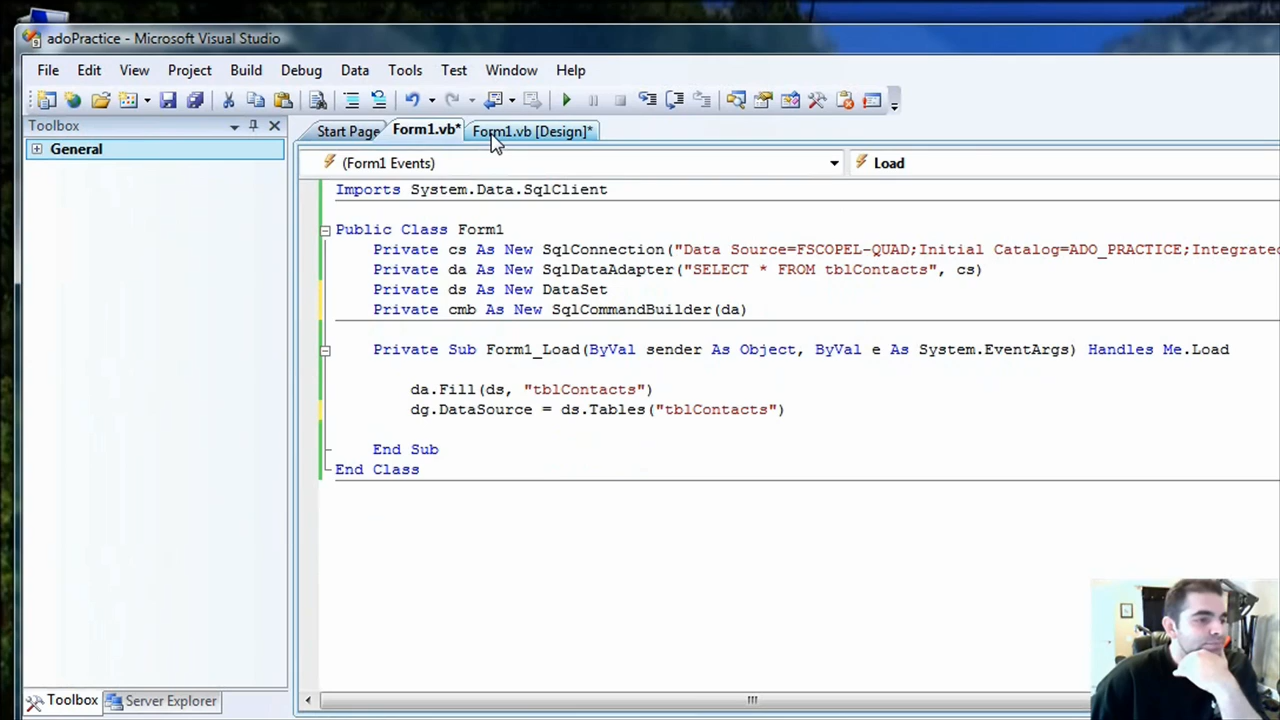 adoPractice - Microsoft Visual Studio
File Edit View Project Build Debug Data Tools Test Window Help
Toolbox
Start Page Form1.vb* Form1.vb [Design]*
General
(Form1 Events) Load
Imports System.Data.SqlClient
Public Class Form1
Private cs As New SqlConnection("Data Source=FSCOPEL-QUAD;Initial Catalog=ADO_PRACTICE;Integrated
Private da As New SqlDataAdapter("SELECT * FROM tblContacts", cs)
Private ds As New DataSet
Private cmb As New SqlCommandBuilder(da)
Private Sub Form1_Load(ByVal sender As Object, ByVal e As System.EventArgs) Handles Me.Load
da.Fill(ds, "tblContacts")
dg.DataSource = ds.Tables("tblContacts")
End Sub
End Class
Toolbox Server Explorer